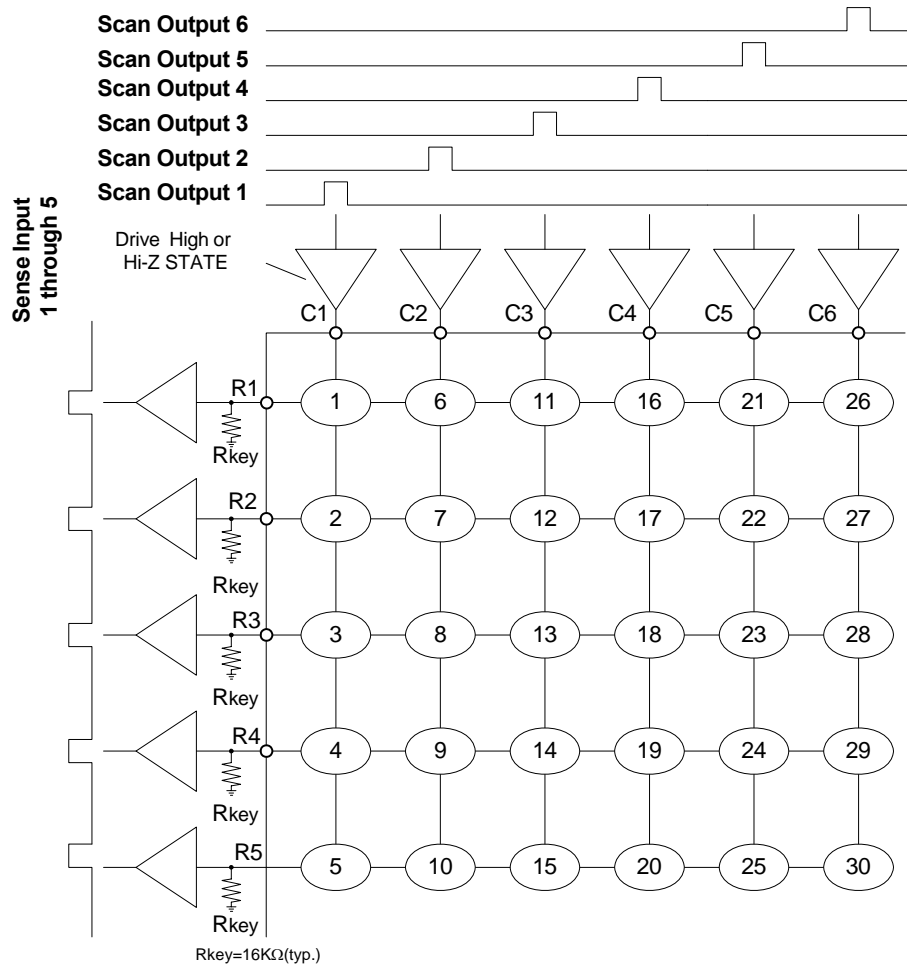 Scan Output 6
Scan Output 5
Scan Output 4
Scan Output 3
Scan Output 2
Scan Output 1
Sense Input
1 through 5
Drive High or
Hi-Z STATE
C1 C2 C3 C4 C5 C6
R1 1 6 11 16 21 26
Rkey
R2 2 7 12 17 22 27
Rkey
R3 3 8 13 18 23 28
Rkey
R4 4 9 14 19 24 29
Rkey
R5 5 10 15 20 25 30
Rkey
Rkey=16KΩ(typ.)